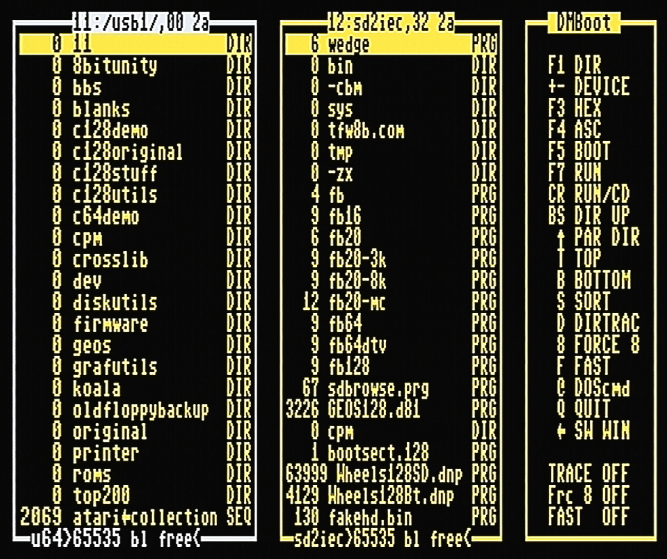 11:/usb1/,00 2a
0 11 DIR
0 8bitunity DIR
0 bbs DIR
0 blanks DIR
0 c128demo DIR
0 c128original DIR
0 c128stuff DIR
0 c128utils DIR
0 c64demo DIR
0 cpm DIR
0 crosslib DIR
0 dev DIR
0 diskutils DIR
0 firmware DIR
0 geos DIR
0 grafutils DIR
0 koala DIR
0 oldfloppybackup DIR
0 original DIR
0 printer DIR
0 roms DIR
0 top200 DIR
2069 atari←collection SEQ
u64>65535 bl free<
12:sd2iec,32 2a
6 wedge PRG
0 bin DIR
0 -cbm DIR
0 sys DIR
0 tfw8b.com DIR
0 tmp DIR
0 -zx DIR
4 fb PRG
9 fb16 PRG
6 fb20 PRG
9 fb20-3k PRG
9 fb20-8k PRG
12 fb20-mc PRG
9 fb64 PRG
9 fb64dtv PRG
9 fb128 PRG
67 sdbrowse.prg PRG
3226 GEOS128.d81 PRG
0 cpm DIR
1 bootsect.128 PRG
63999 Wheels128SD.dnp PRG
4129 Wheels128Bt.dnp PRG
130 fakehd.bin PRG
sd2iec>65535 bl free<
DMBoot
F1 DIR
+- DEVICE
F3 HEX
F4 ASC
F5 BOOT
F7 RUN
CR RUN/CD
BS DIR UP
↑ PAR DIR
T TOP
B BOTTOM
S SORT
D DIRTRAC
8 FORCE 8
F FAST
@ DOScmd
Q QUIT
← SW WIN
TRACE OFF
Frc 8 OFF
FAST OFF